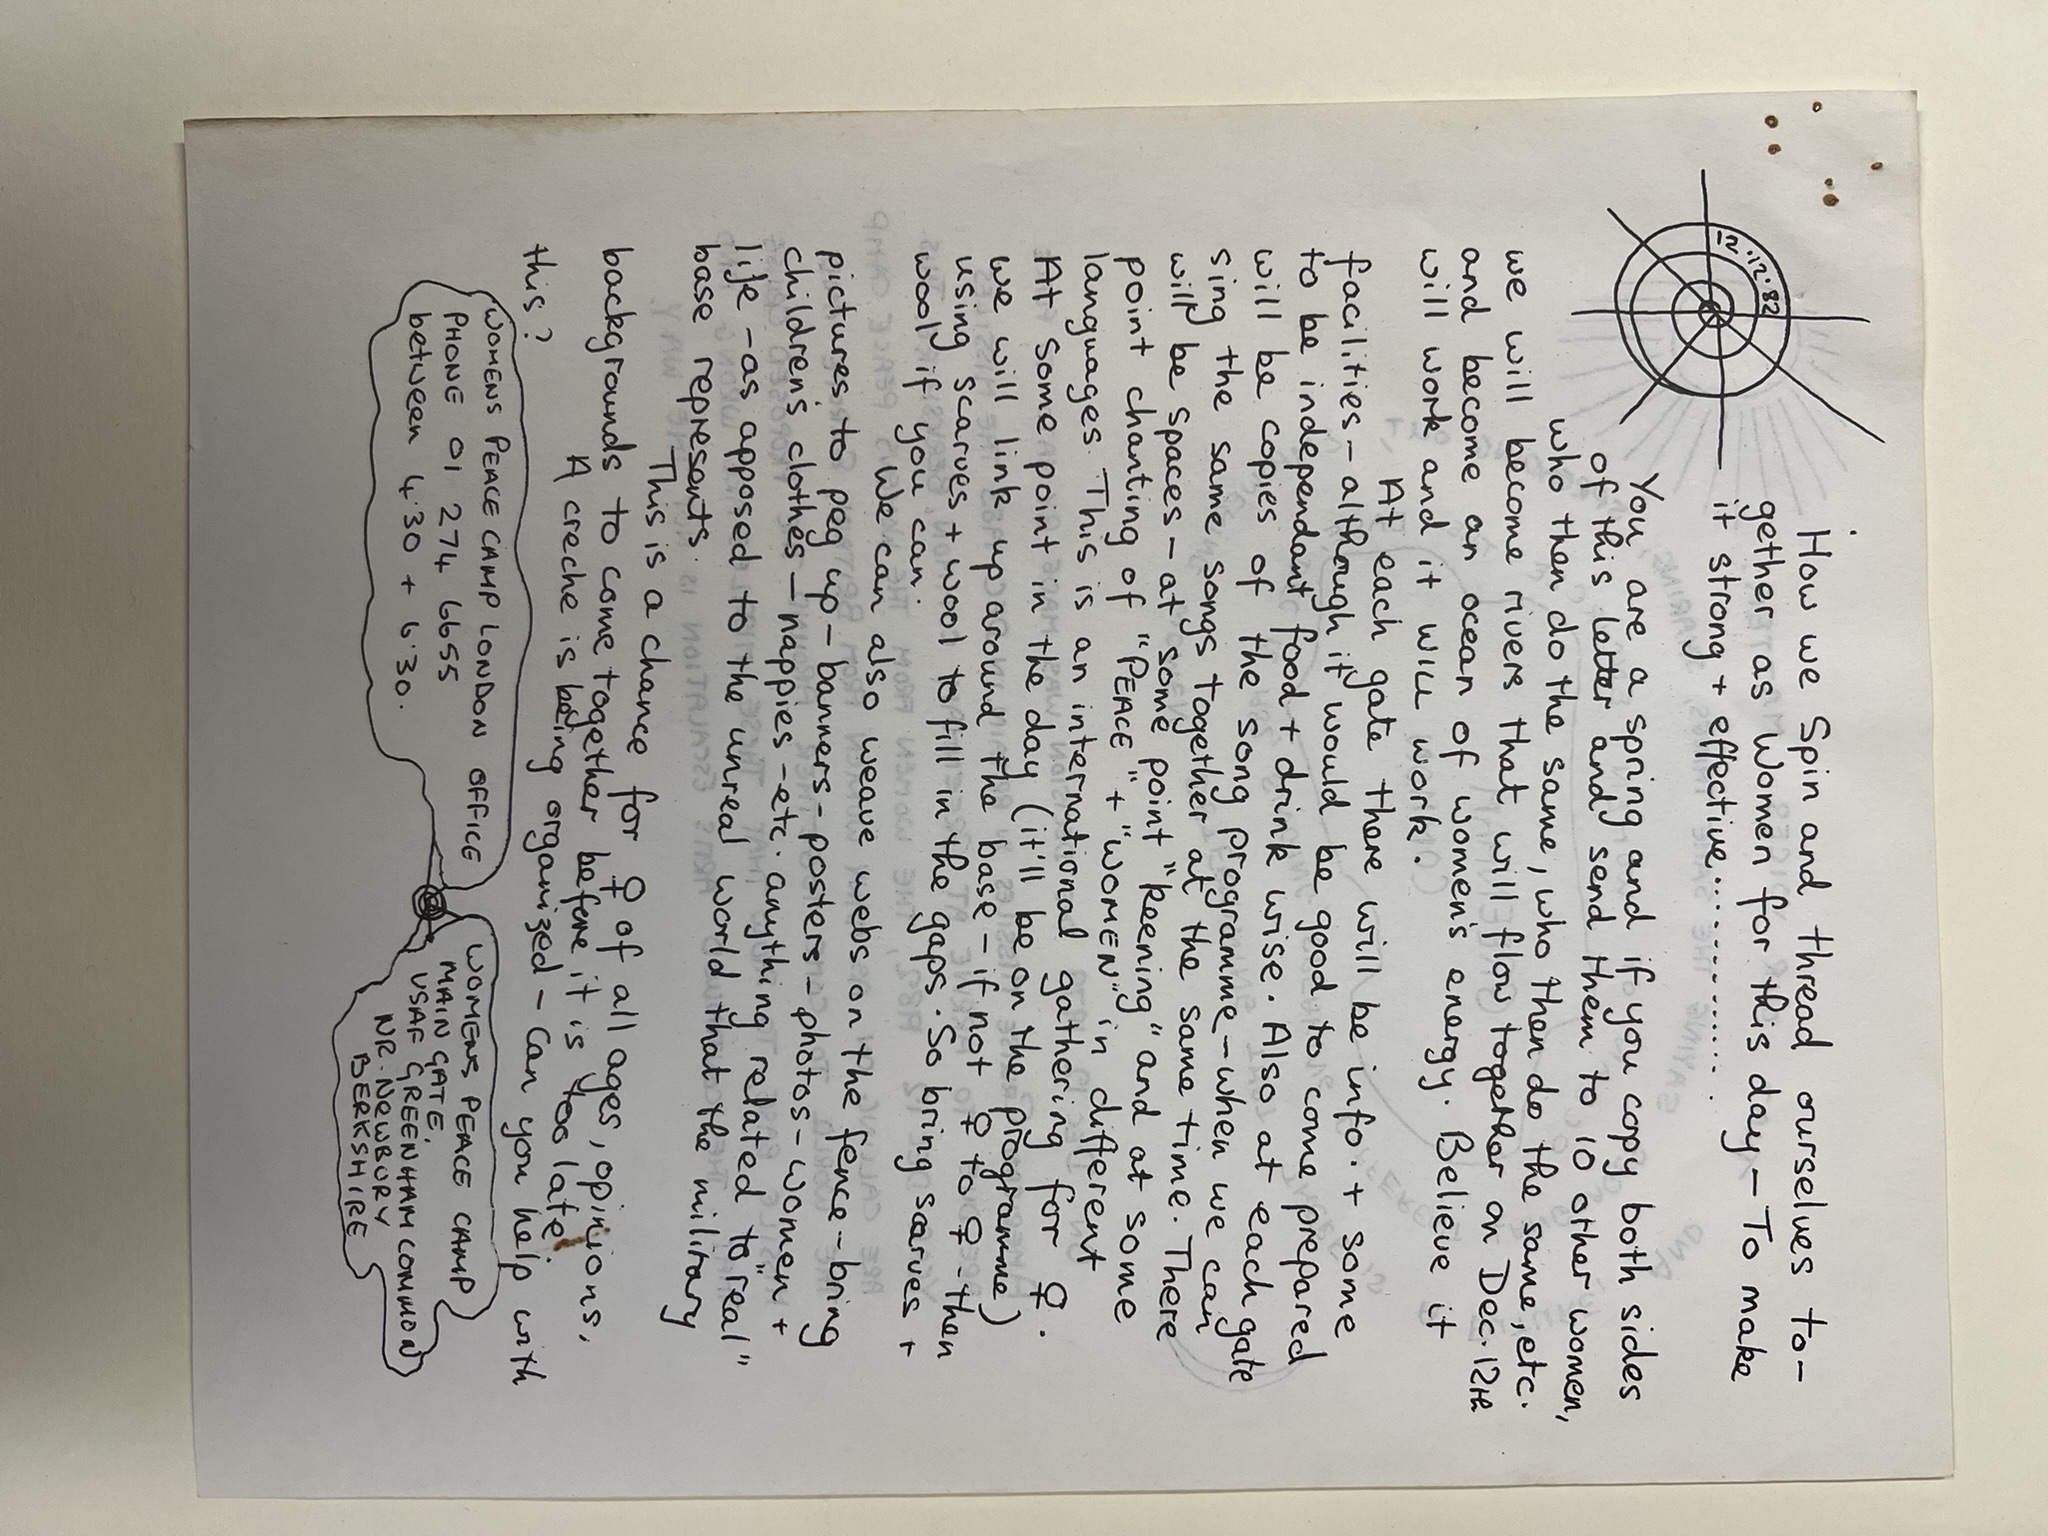 12·12·82
How we Spin and thread ourselves to-
gether as Women for this day – To make
it strong + effective..............
You are a spring and if you copy both sides
of this letter and send them to 10 other women,
who then do the same, who then do the same, etc.
we will become rivers that will flow together on Dec. 12th
and become an ocean of women's energy. Believe it
will work and it WILL work.
At each gate there will be info. + some
facilities – although it would be good to come prepared
to be independant food + drink wise. Also at each gate
will be copies of the song programme – when we can
sing the same songs together at the same time. There
will be spaces – at some point "keening" and at some
point chanting of "PEACE" + "WOMEN" in different
languages. This is an international gathering for ♀.
At some point in the day (it'll be on the programme)
we will link up around the base – if not ♀ to ♀ - then
using scarves + wool to fill in the gaps. So bring scarves +
wool if you can.
We can also weave webs on the fence – bring
pictures to peg up – banners – posters – photos – women +
children's clothes – nappies – etc. anything related to "real"
life – as apposed to the unreal world that the military
base represents.
This is a chance for ♀ of all ages, opinions,
backgrounds to come together before it is too late.
A creche is being organized – Can you help with
this?
WOMENS PEACE CAMP LONDON OFFICE
PHONE 01 274 6655
between 4.30 + 6.30.
WOMENS PEACE CAMP
MAIN GATE.
USAF GREENHAM COMMON
NR. NEWBURY
BERKSHIRE